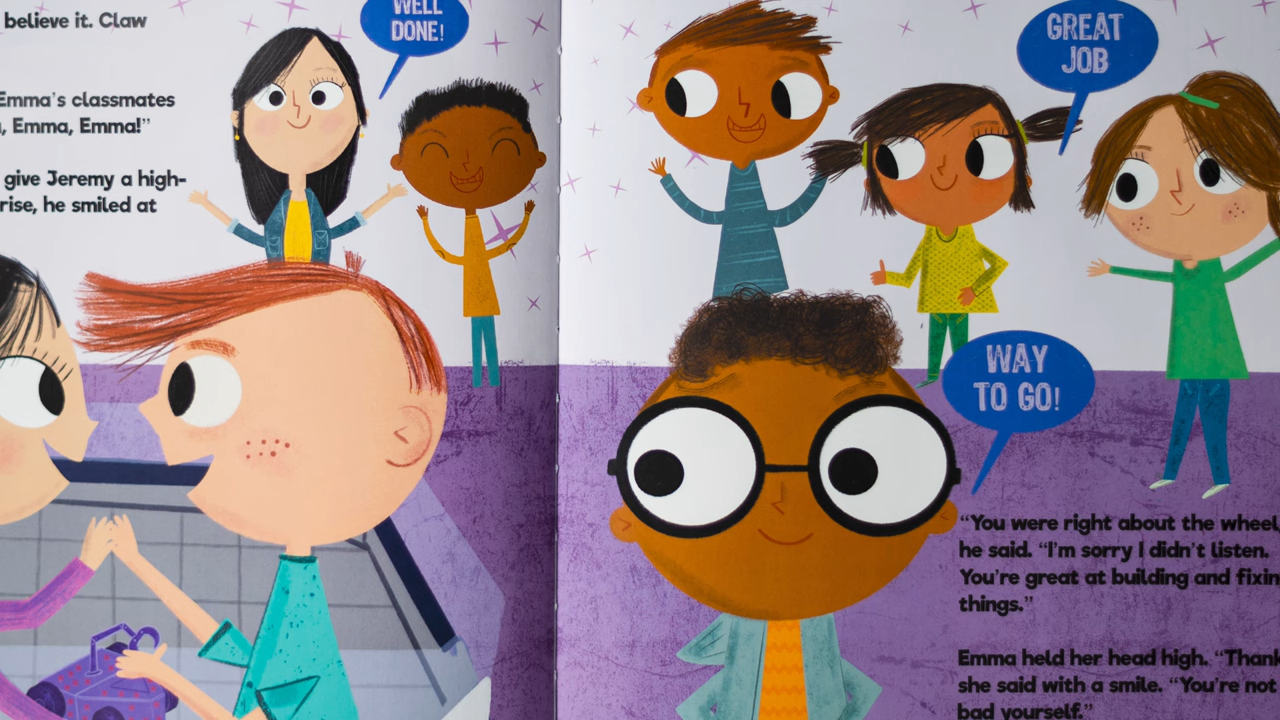 believe it. Claw
Emma's classmates
, Emma, Emma!"
give Jeremy a high-
rise, he smiled at
WELL
DONE!
GREAT
JOB
WAY
TO GO!
"You were right about the wheel,
he said. "I'm sorry I didn't listen.
You're great at building and fixin
things."
Emma held her head high. "Thank
she said with a smile. "You're not
bad yourself."